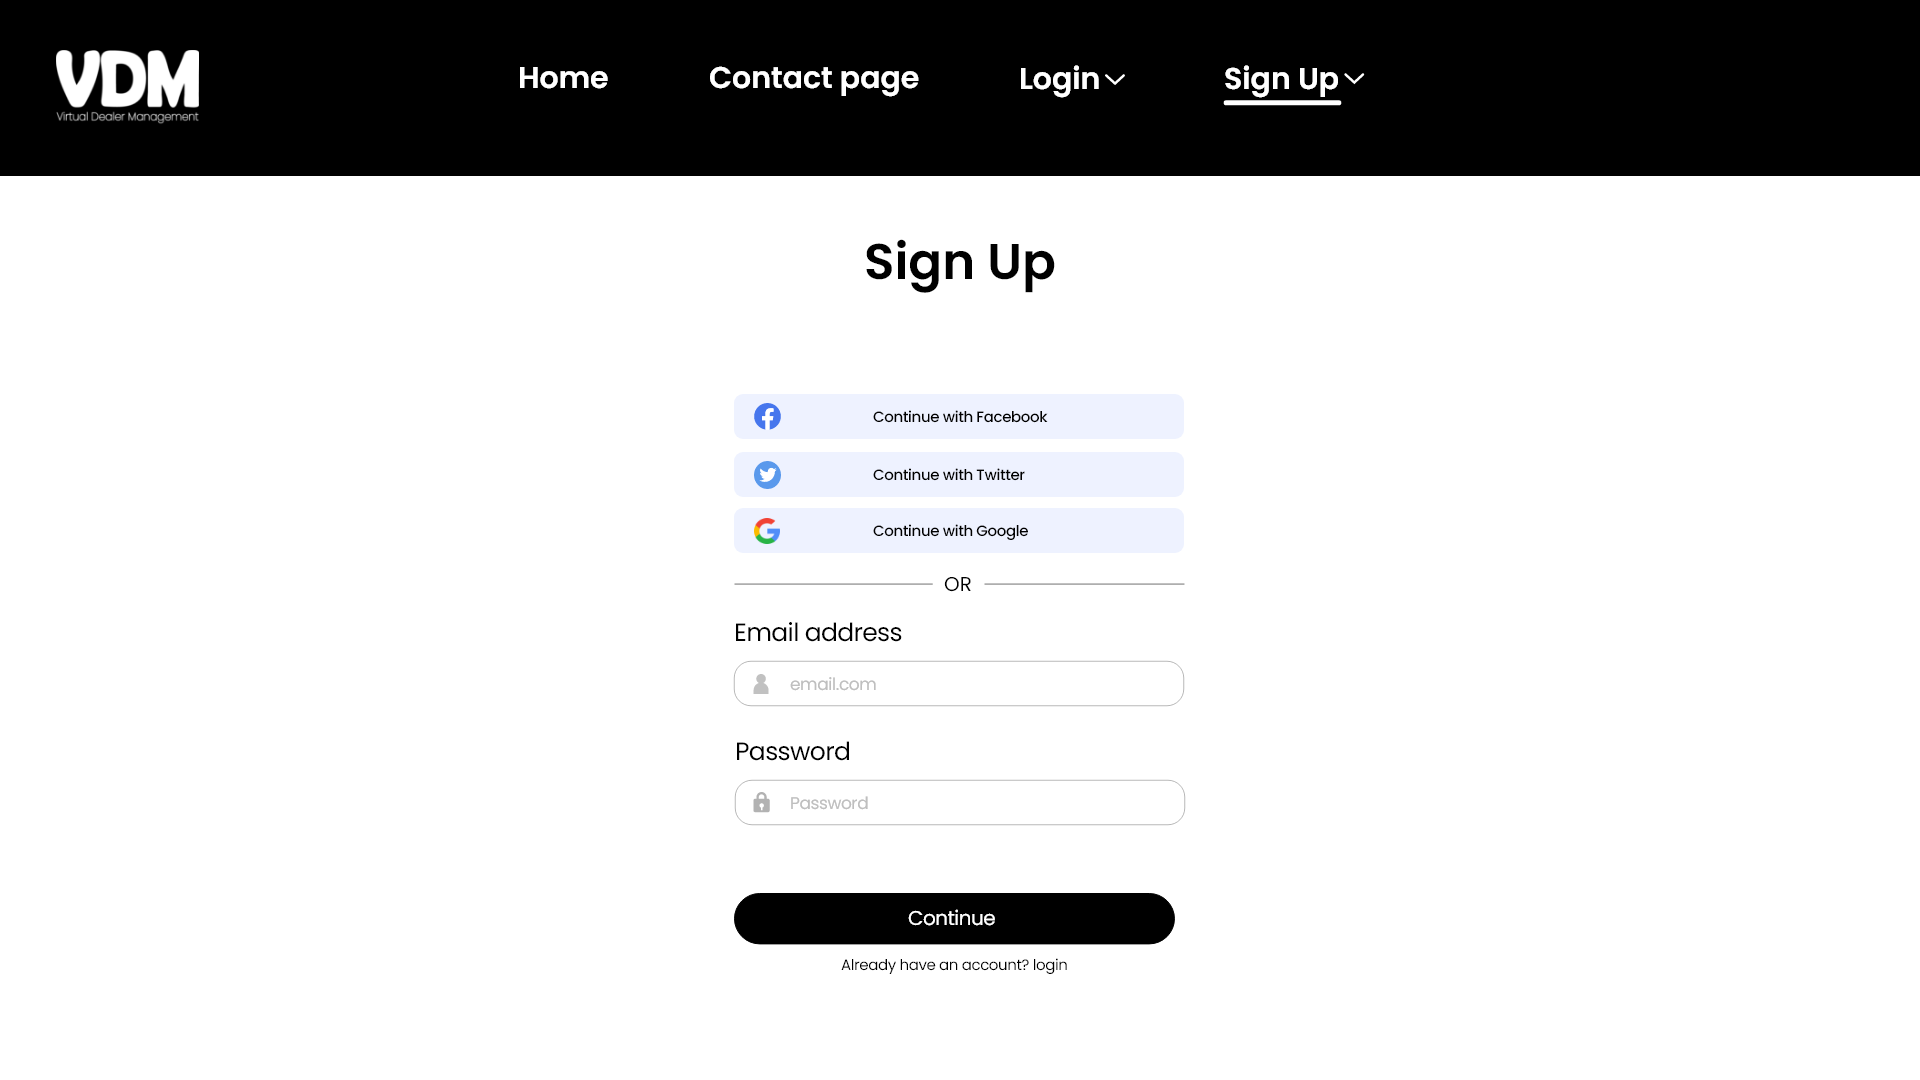 VDM
Virtual Dealer Management
Home
Contact page
Login
Sign Up
Sign Up
Continue with Facebook
Continue with Twitter
Continue with Google
OR
Email address
email.com
Password
Password
Continue
Already have an account? login